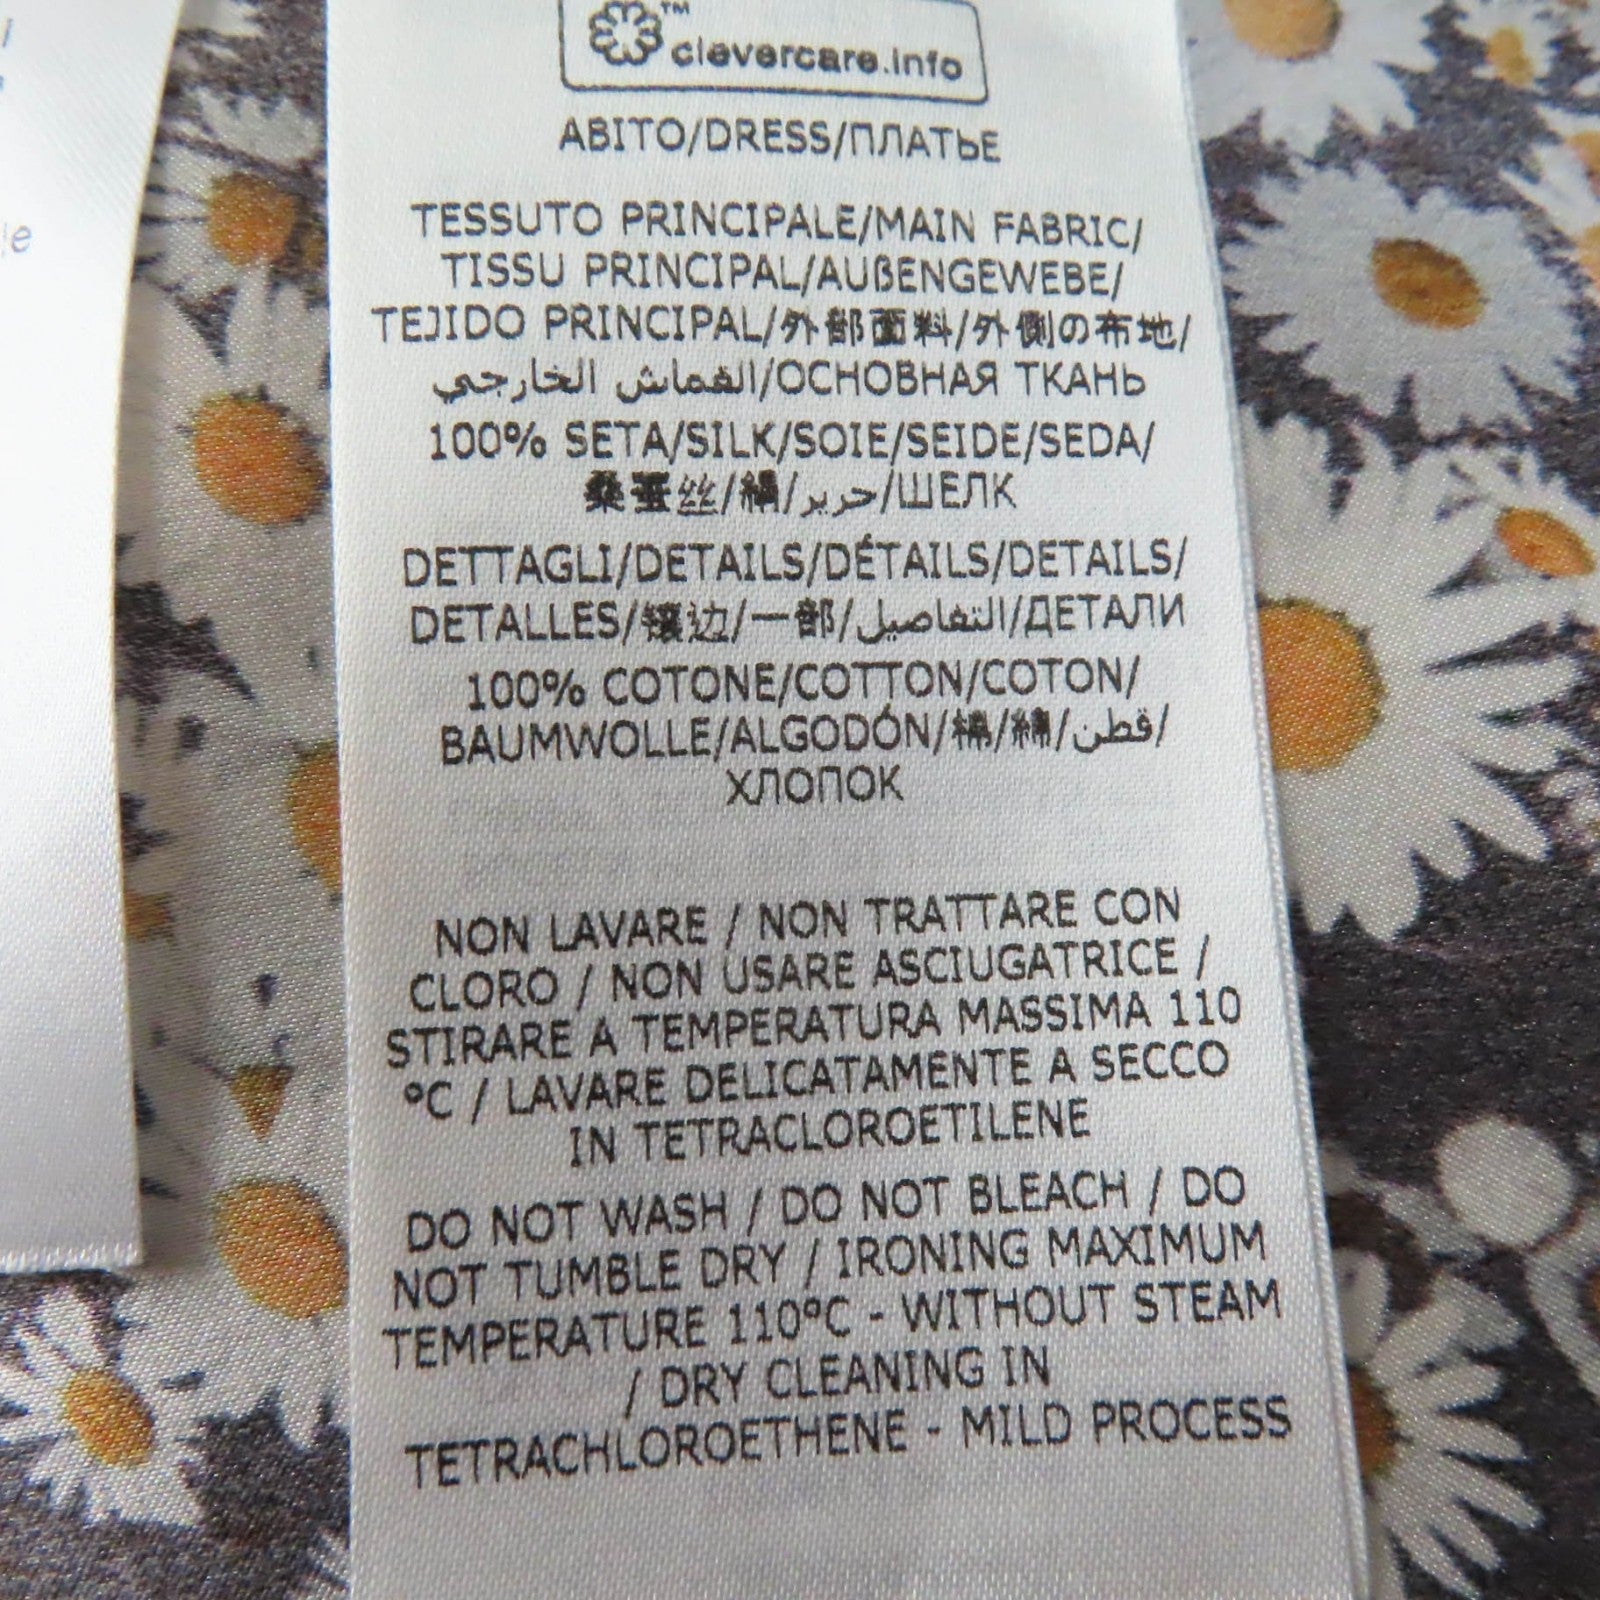 clevercare.info
ABITO/DRESS/ПЛАТЬЕ
TESSUTO PRINCIPALE/MAIN FABRIC/
TISSU PRINCIPAL/AUßENGEWEBE/
TEJIDO PRINCIPAL/外部面料/外側の布地/
القماش الخارجي/ОСНОВНАЯ ТКАНЬ
100% SETA/SILK/SOIE/SEIDE/SEDA/
桑蚕丝/絹/حرير/ШЕЛК
DETTAGLI/DETAILS/DÉTAILS/DETAILS/
DETALLES/镶边/一部/التفاصيل/ДЕТАЛИ
100% COTONE/COTTON/COTON/
BAUMWOLLE/ALGODÓN/棉/綿/قطن/
ХЛОПОК
NON LAVARE / NON TRATTARE CON
CLORO / NON USARE ASCIUGATRICE /
STIRARE A TEMPERATURA MASSIMA 110
°C / LAVARE DELICATAMENTE A SECCO
IN TETRACLOROETILENE
DO NOT WASH / DO NOT BLEACH / DO
NOT TUMBLE DRY / IRONING MAXIMUM
TEMPERATURE 110°C - WITHOUT STEAM
/ DRY CLEANING IN
TETRACHLOROETHENE - MILD PROCESS